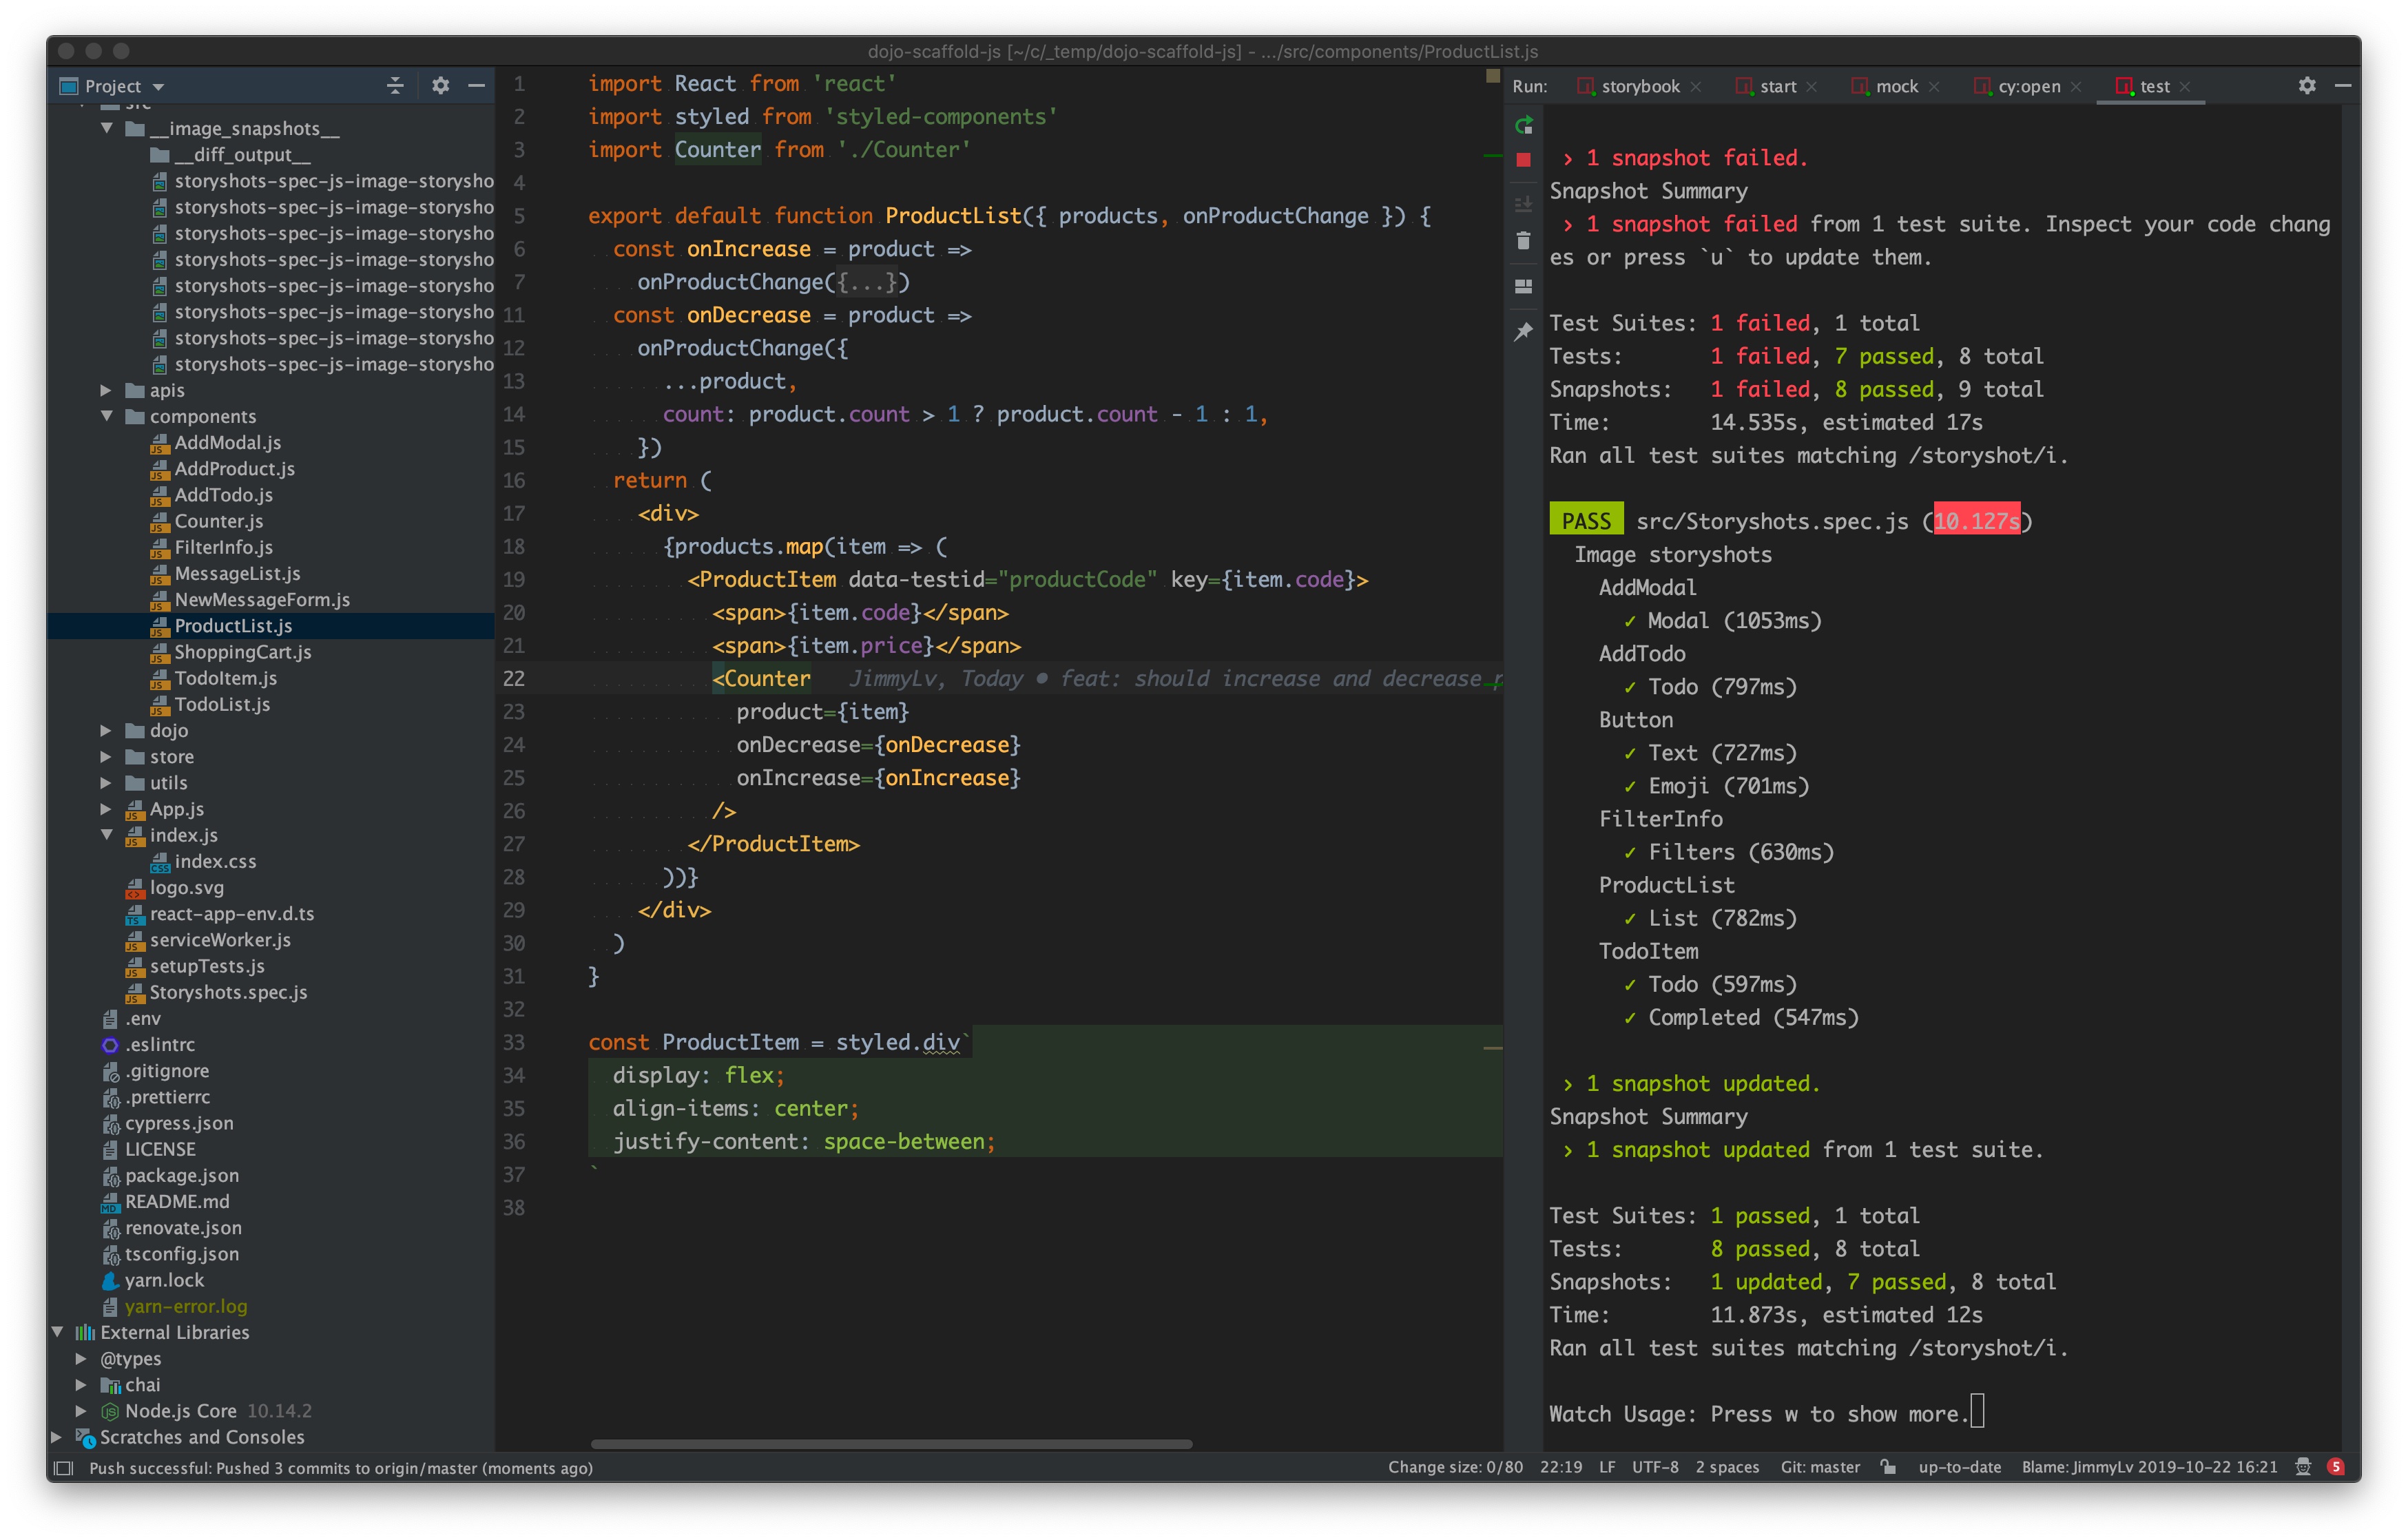 dojo-scaffold-js [~/c/_temp/dojo-scaffold-js] - .../src/components/ProductList.js
Project
src
__image_snapshots__
__diff_output__
storyshots-spec-js-image-storysho
storyshots-spec-js-image-storysho
storyshots-spec-js-image-storysho
storyshots-spec-js-image-storysho
storyshots-spec-js-image-storysho
storyshots-spec-js-image-storysho
storyshots-spec-js-image-storysho
storyshots-spec-js-image-storysho
apis
components
AddModal.js
AddProduct.js
AddTodo.js
Counter.js
FilterInfo.js
MessageList.js
NewMessageForm.js
ProductList.js
ShoppingCart.js
TodoItem.js
TodoList.js
dojo
store
utils
App.js
index.js
index.css
logo.svg
react-app-env.d.ts
serviceWorker.js
setupTests.js
Storyshots.spec.js
.env
.eslintrc
.gitignore
.prettierrc
cypress.json
LICENSE
package.json
README.md
renovate.json
tsconfig.json
yarn.lock
yarn-error.log
External Libraries
@types
chai
Node.js Core 10.14.2
Scratches and Consoles
1 import React from 'react'
2 import styled from 'styled-components'
3 import Counter from './Counter'
4
5 export default function ProductList({ products, onProductChange }) {
6 const onIncrease = product =>
7 onProductChange({...})
11 const onDecrease = product =>
12 onProductChange({
13 ...product,
14 count: product.count > 1 ? product.count - 1 : 1,
15 })
16 return (
17 <div>
18 {products.map(item => (
19 <ProductItem data-testid="productCode" key={item.code}>
20 <span>{item.code}</span>
21 <span>{item.price}</span>
22 <Counter JimmyLv, Today • feat: should increase and decrease
23 product={item}
24 onDecrease={onDecrease}
25 onIncrease={onIncrease}
26 />
27 </ProductItem>
28 ))}
29 </div>
30 )
31 }
32
33 const ProductItem = styled.div`
34 display: flex;
35 align-items: center;
36 justify-content: space-between;
37 `
38
Run: storybook start mock cy:open test
› 1 snapshot failed.
Snapshot Summary
› 1 snapshot failed from 1 test suite. Inspect your code chang
es or press `u` to update them.
Test Suites: 1 failed, 1 total
Tests: 1 failed, 7 passed, 8 total
Snapshots: 1 failed, 8 passed, 9 total
Time: 14.535s, estimated 17s
Ran all test suites matching /storyshot/i.
PASS src/Storyshots.spec.js (10.127s)
Image storyshots
AddModal
✓ Modal (1053ms)
AddTodo
✓ Todo (797ms)
Button
✓ Text (727ms)
✓ Emoji (701ms)
FilterInfo
✓ Filters (630ms)
ProductList
✓ List (782ms)
TodoItem
✓ Todo (597ms)
✓ Completed (547ms)
› 1 snapshot updated.
Snapshot Summary
› 1 snapshot updated from 1 test suite.
Test Suites: 1 passed, 1 total
Tests: 8 passed, 8 total
Snapshots: 1 updated, 7 passed, 8 total
Time: 11.873s, estimated 12s
Ran all test suites matching /storyshot/i.
Watch Usage: Press w to show more.
Push successful: Pushed 3 commits to origin/master (moments ago)
Change size: 0/80 22:19 LF UTF-8 2 spaces Git: master up-to-date Blame: JimmyLv 2019-10-22 16:21 5